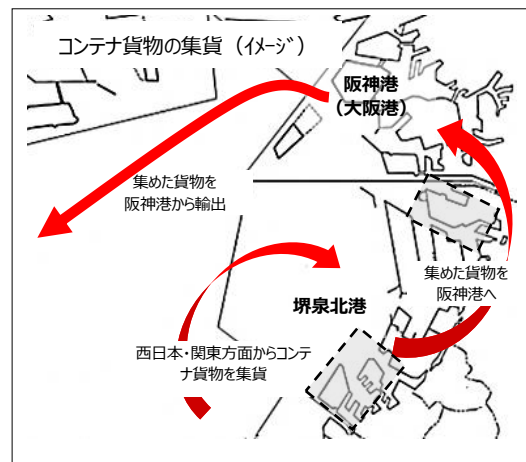 コンテナ貨物の集貨（ｲﾒｰｼﾞ）
阪神港
（大阪港）
集めた貨物を
阪神港から輸出
集めた貨物を
阪神港へ
堺泉北港
西日本・関東方面からコンテ
ナ貨物を集貨